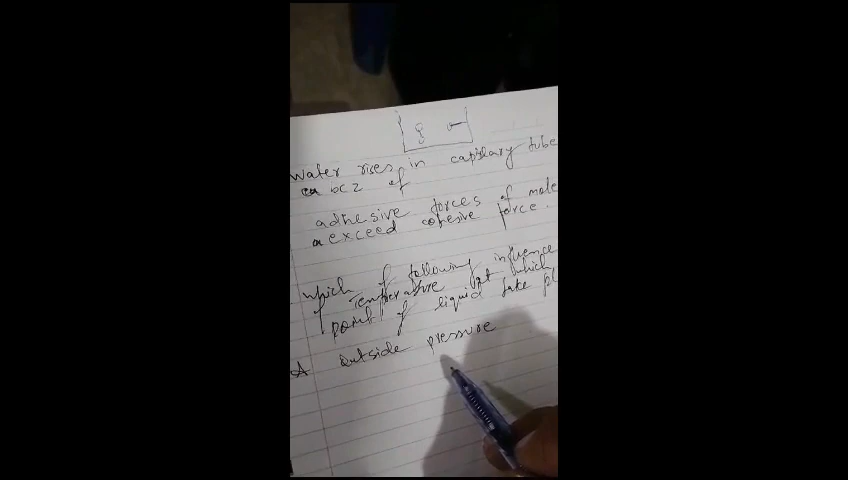 water rises in capillary tube
bcz of
adhesive forces of mole
exceed cohesive force.
which of following influence
Temperature at which
point of liquid take pl
A outside pressure